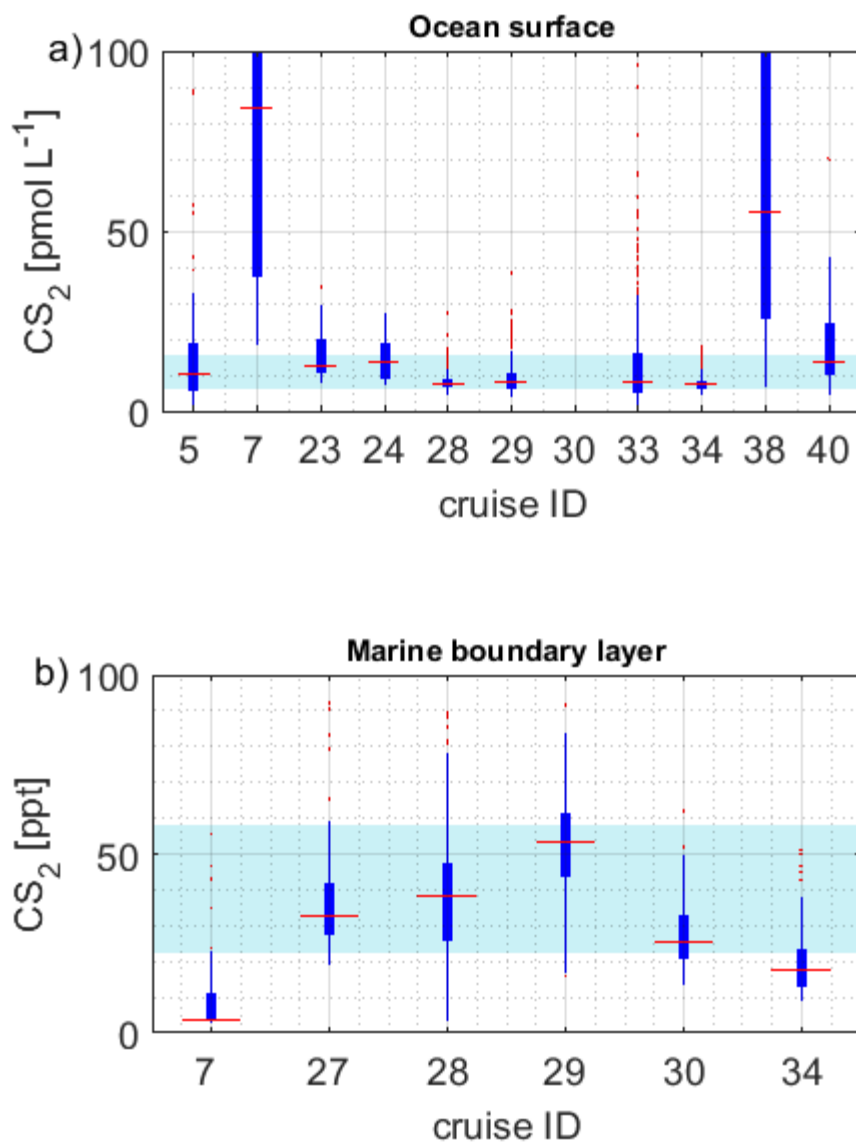 Ocean surface
a)
100
50
0
CS2 [pmol L-1]
5 7 23 24 28 29 30 33 34 38 40
cruise ID
Marine boundary layer
b)
100
50
0
CS2 [ppt]
7 27 28 29 30 34
cruise ID